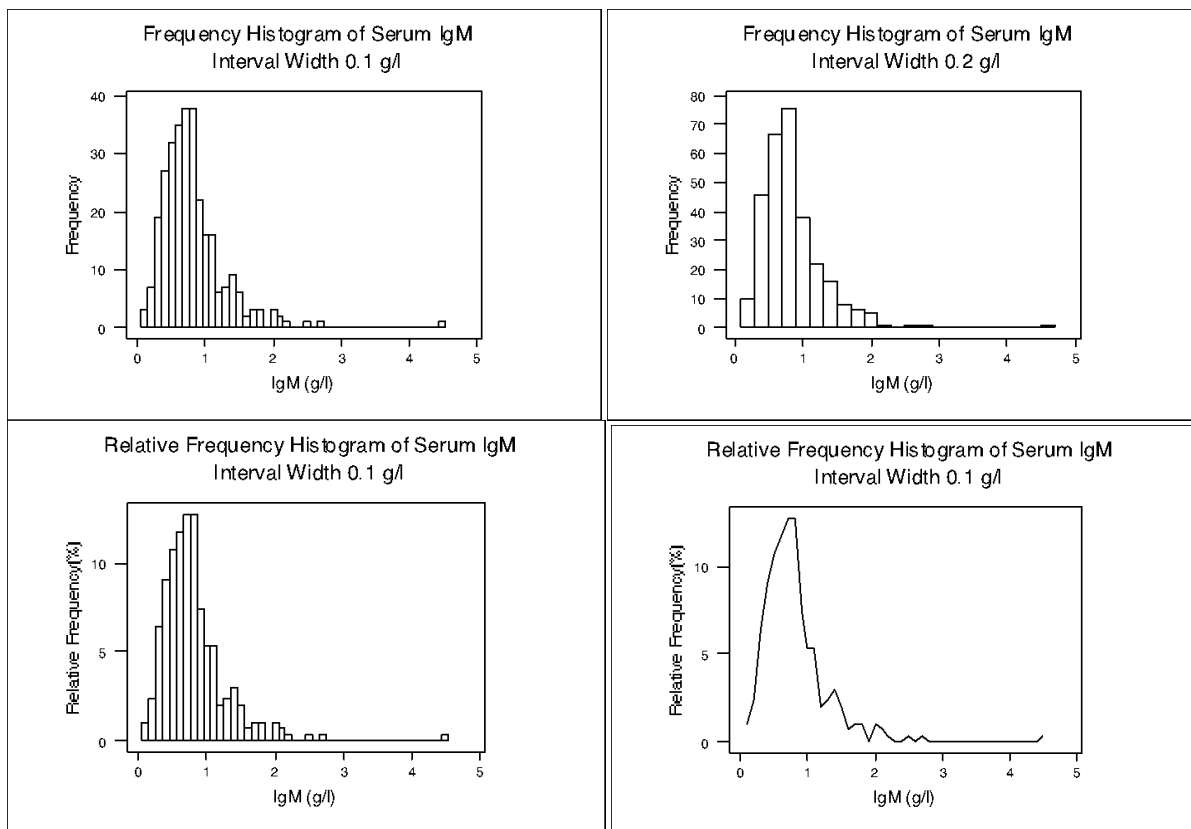 Frequency Histogram of Serum IgM
Interval Width 0.1 g/l
40
30
20
10
0
Frequency
0 1 2 3 4 5
IgM (g/l)
Frequency Histogram of Serum IgM
Interval Width 0.2 g/l
80
70
60
50
40
30
20
10
0
Frequency
0 1 2 3 4 5
IgM (g/l)
Relative Frequency Histogram of Serum IgM
Interval Width 0.1 g/l
10
5
0
Relative Frequency(%)
0 1 2 3 4 5
IgM (g/l)
Relative Frequency Histogram of Serum IgM
Interval Width 0.1 g/l
10
5
0
Relative Frequency(%)
0 1 2 3 4 5
IgM (g/l)